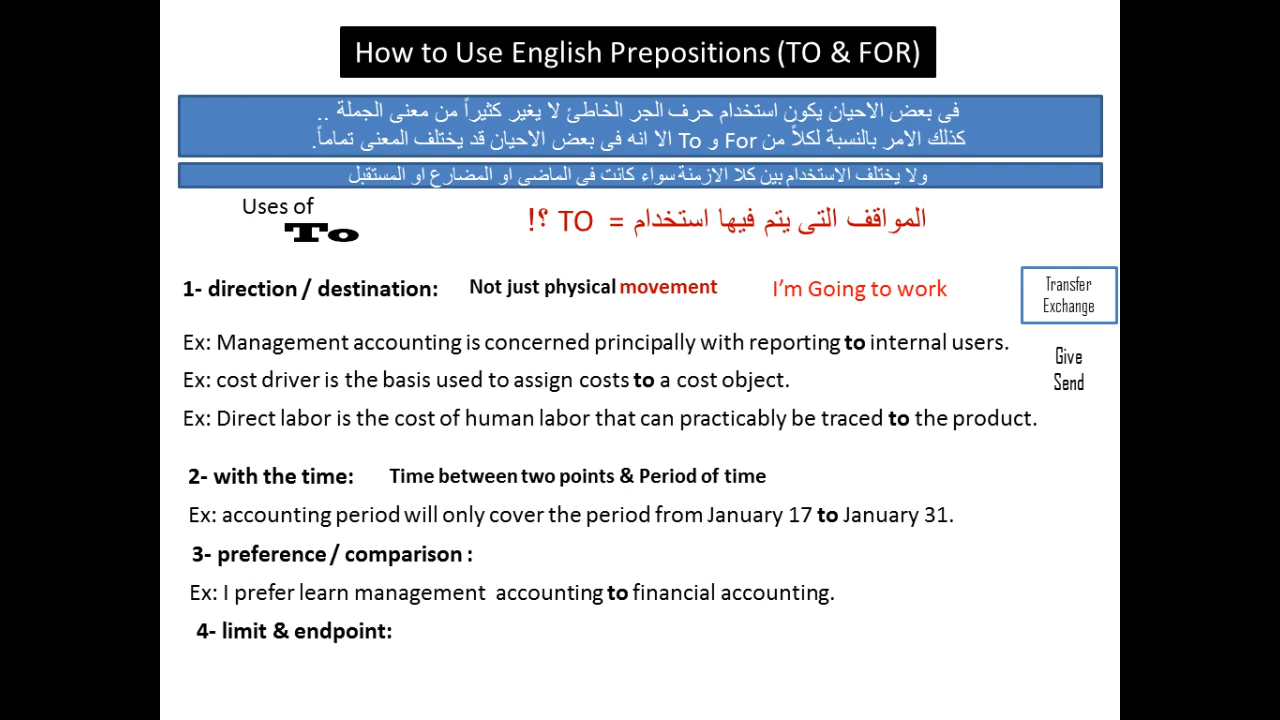 How to Use English Prepositions (TO & FOR)
فى بعض الاحيان يكون استخدام حرف الجر الخاطئ لا يغير كثيراً من معنى الجملة ..
كذلك الامر بالنسبة لكلاً من For و To الا انه فى بعض الاحيان قد يختلف المعنى تماماً.
ولا يختلف الاستخدام بين كلا الازمنة سواء كانت فى الماضى او المضارع او المستقبل
Uses of
To
المواقف التى يتم فيها استخدام = TO ؟!
1- direction / destination: Not just physical movement I'm Going to work
Transfer
Exchange
Ex: Management accounting is concerned principally with reporting to internal users.
Give
Send
Ex: cost driver is the basis used to assign costs to a cost object.
Ex: Direct labor is the cost of human labor that can practicably be traced to the product.
2- with the time: Time between two points & Period of time
Ex: accounting period will only cover the period from January 17 to January 31.
3- preference / comparison :
Ex: I prefer learn management accounting to financial accounting.
4- limit & endpoint: